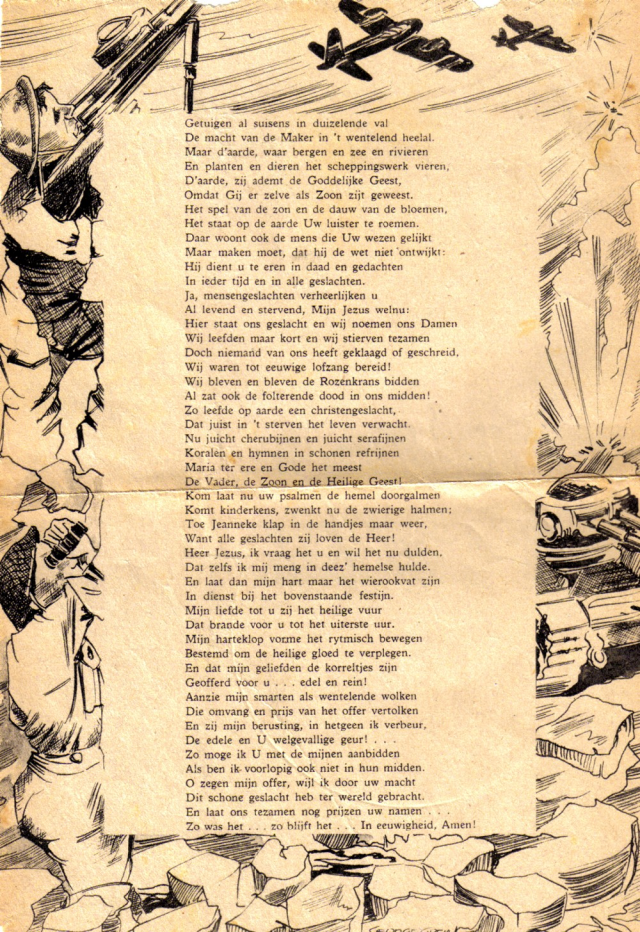 Getuigen al suisens in duizelende val
De macht van de Maker in 't wentelend heelal.
Maar d'aarde, waar bergen en zee en rivieren
En planten en dieren het scheppingswerk vieren,
D'aarde, zij ademt de Goddelijke Geest,
Omdat Gij er zelve als Zoon zijt geweest.
Het spel van de zon en de dauw van de bloemen,
Het staat op de aarde Uw luister te roemen.
Daar woont ook de mens die Uw wezen gelijkt
Maar maken moet, dat hij de wet niet ontwijkt:
Hij dient u te eren in daad en gedachten
In ieder tijd en in alle geslachten.
Ja, mensengeslachten verheerlijken u
Al levend en stervend, Mijn Jezus welnu:
Hier staat ons geslacht en wij noemen ons Damen
Wij leefden maar kort en wij stierven tezamen
Doch niemand van ons heeft geklaagd of geschreid,
Wij waren tot eeuwige lofzang bereid!
Wij bleven en bleven de Rozenkrans bidden
Al zat ook de folterende dood in ons midden!
Zo leefde op aarde een christengeslacht,
Dat juist in 't sterven het leven verwacht.
Nu juicht cherubijnen en juicht serafijnen
Koralen en hymnen in schonen refrijnen
Maria ter ere en Gode het meest
De Vader, de Zoon en de Heilige Geest!
Kom laat nu uw psalmen de hemel doorgalmen
Komt kinderkens, zwenkt nu de zwierige halmen;
Toe Jeanneke klap in de handjes maar weer,
Want alle geslachten zij loven de Heer!
Heer Jezus, ik vraag het u en wil het nu dulden,
Dat zelfs ik mij meng in deez' hemelse hulde.
En laat dan mijn hart maar het wierookvat zijn
In dienst bij het bovenstaande festijn.
Mijn liefde tot u zij het heilige vuur
Dat brande voor u tot het uiterste uur.
Mijn harteklop vorme het rytmisch bewegen
Bestemd om de heilige gloed te verplegen.
En dat mijn geliefden de korreltjes zijn
Geofferd voor u . . . edel en rein!
Aanzie mijn smarten als wentelende wolken
Die omvang en prijs van het offer vertolken
En zij mijn berusting, in hetgeen ik verbeur,
De edele en U welgevallige geur! . . .
Zo moge ik U met de mijnen aanbidden
Als ben ik voorlopig ook niet in hun midden.
O zegen mijn offer, wijl ik door uw macht
Dit schone geslacht heb ter wereld gebracht.
En laat ons tezamen nog prijzen uw namen . . .
Zo was het . . . zo blijft het . . . In eeuwigheid, Amen!